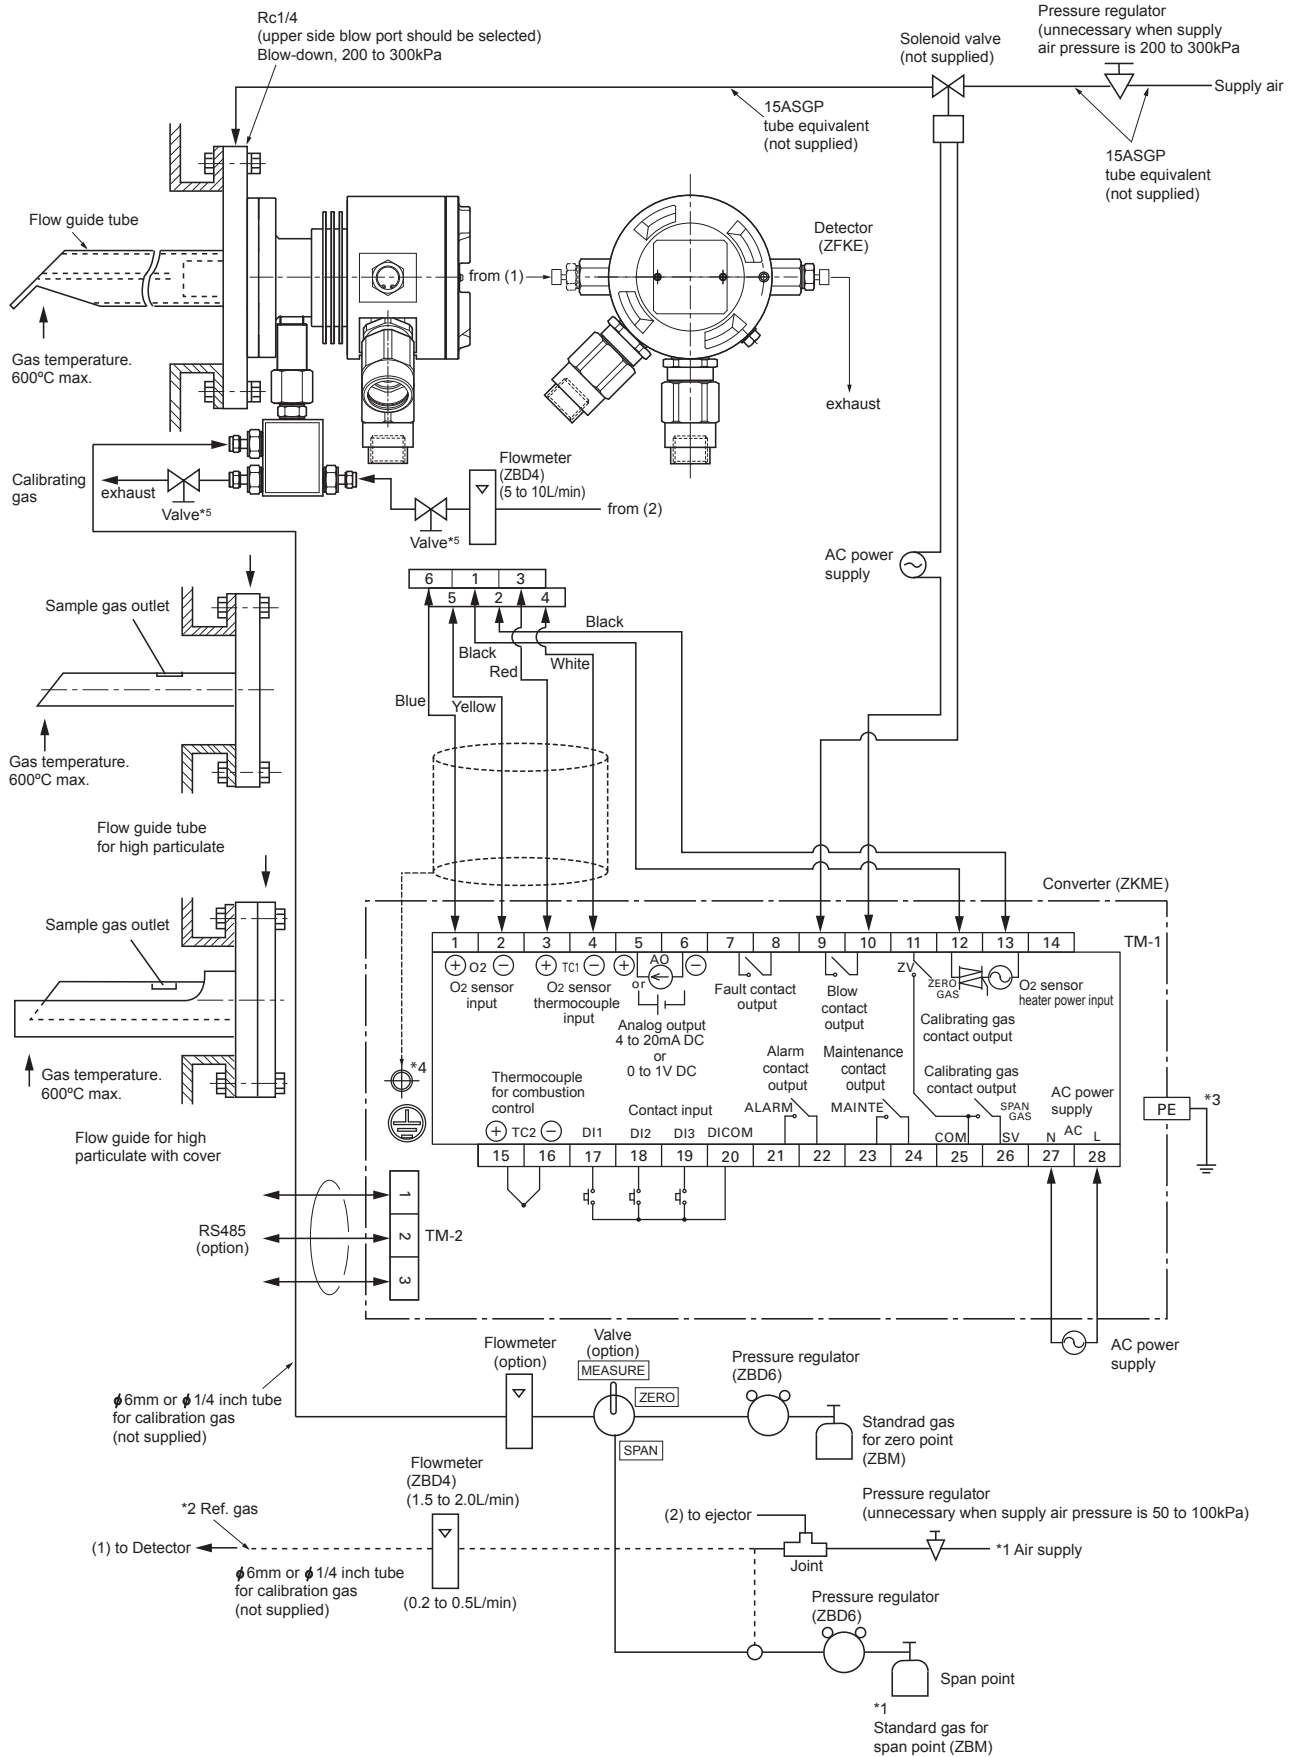 Rc1/4
(upper side blow port should be selected)
Blow-down, 200 to 300kPa
Solenoid valve
(not supplied)
Pressure regulator
(unnecessary when supply
air pressure is 200 to 300kPa
Supply air
15ASGP
tube equivalent
(not supplied)
15ASGP
tube equivalent
(not supplied)
Flow guide tube
Detector
(ZFKE)
from (1)
Gas temperature.
600ºC max.
exhaust
Calibrating
gas
exhaust
Valve*5
Flowmeter
(ZBD4)
(5 to 10L/min)
from (2)
Valve*5
AC power
supply
6 1 3
5 2 4
Sample gas outlet
Black
Black
White
Red
Blue
Yellow
Gas temperature.
600ºC max.
Flow guide tube
for high particulate
Converter (ZKME)
Sample gas outlet
1 2 3 4 5 6 7 8 9 10 11 12 13 14
TM-1
+ O2 −
O2 sensor
input
+ TC1 −
O2 sensor
thermocouple
input
+ AO −
or
Analog output
4 to 20mA DC
or
0 to 1V DC
Fault contact
output
Blow
contact
output
ZV
ZERO
GAS
Calibrating gas
contact output
O2 sensor
heater power input
Gas temperature.
600ºC max.
*4
Thermocouple
for combustion
control
+ TC2 −
Contact input
DI1 DI2 DI3 DICOM
Alarm
contact
output
ALARM
Maintenance
contact
output
MAINTE
Calibrating gas
contact output
SPAN
GAS
COM SV
AC power
supply
N AC L
PE
*3
15 16 17 18 19 20 21 22 23 24 25 26 27 28
Flow guide for high
particulate with cover
RS485
(option)
1
2
3
TM-2
AC power
supply
Flowmeter
(option)
Valve
(option)
MEASURE
ZERO
SPAN
Pressure regulator
(ZBD6)
Standrad gas
for zero point
(ZBM)
ϕ6mm or ϕ1/4 inch tube
for calibration gas
(not supplied)
Flowmeter
(ZBD4)
(1.5 to 2.0L/min)
*2 Ref. gas
(1) to Detector
ϕ6mm or ϕ1/4 inch tube
for calibration gas
(not supplied)
(0.2 to 0.5L/min)
(2) to ejector
Joint
Pressure regulator
(unnecessary when supply air pressure is 50 to 100kPa)
*1 Air supply
Pressure regulator
(ZBD6)
Span point
*1
Standard gas for
span point (ZBM)